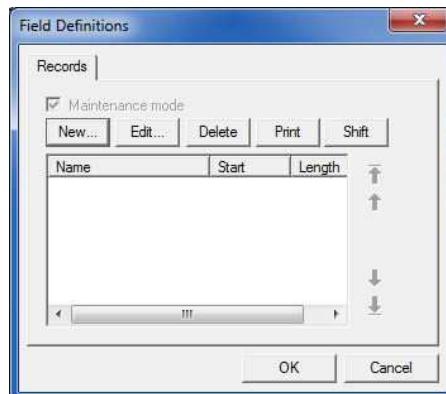 Field Definitions
Records
Maintenance mode
New... Edit... Delete Print Shift
Name Start Length
OK Cancel